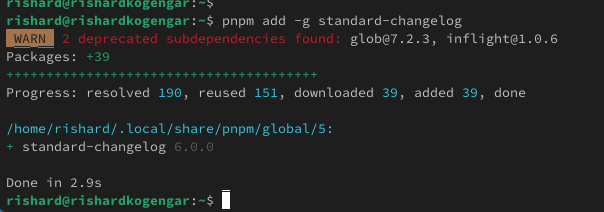 rishard@rishardkogengar:~$
rishard@rishardkogengar:~$ pnpm add -g standard-changelog
 WARN  2 deprecated subdependencies found: glob@7.2.3, inflight@1.0.6
Packages: +39
+++++++++++++++++++++++++++++++++++++++
Progress: resolved 190, reused 151, downloaded 39, added 39, done
/home/rishard/.local/share/pnpm/global/5:
+ standard-changelog 6.0.0
Done in 2.9s
rishard@rishardkogengar:~$